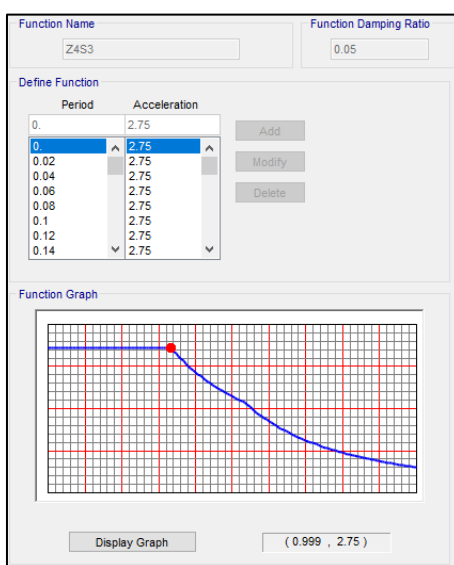 Function Name
Function Damping Ratio
Z4S3
0.05
Define Function
Period Acceleration
0. 2.75
Add
0. 2.75
0.02 2.75
Modify
0.04 2.75
0.06 2.75
Delete
0.08 2.75
0.1 2.75
0.12 2.75
0.14 2.75
Function Graph
Display Graph
( 0.999 , 2.75 )